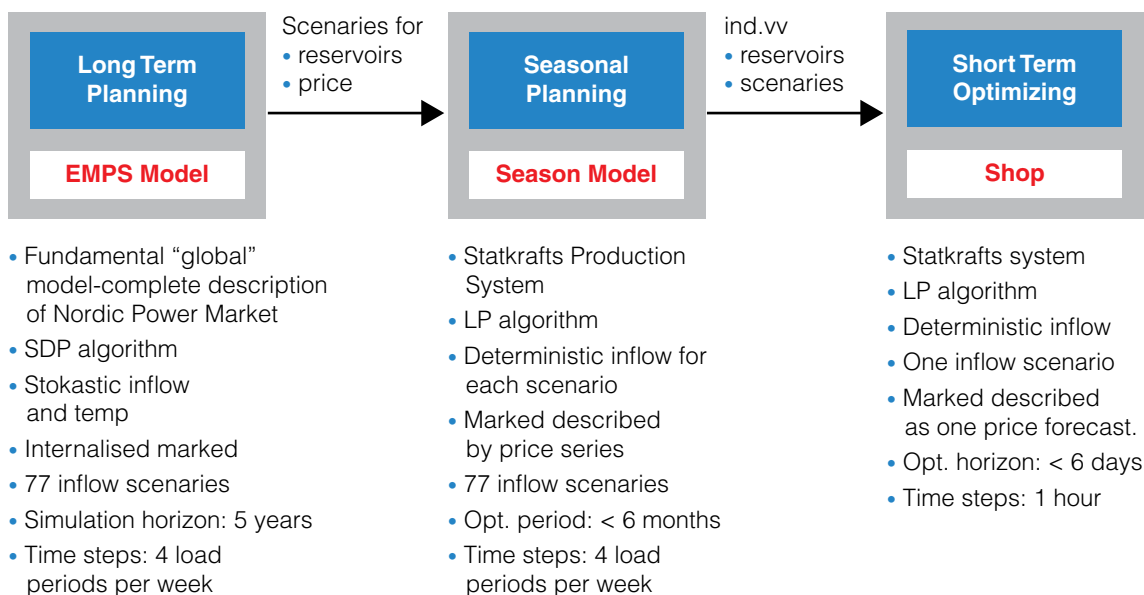 Long Term
Planning
EMPS Model
Scenaries for
• reservoirs
• price
Seasonal
Planning
Season Model
ind.vv
• reservoirs
• scenaries
Short Term
Optimizing
Shop
• Fundamental “global”
model-complete description
of Nordic Power Market
• SDP algorithm
• Stokastic inflow
and temp
• Internalised marked
• 77 inflow scenaries
• Simulation horizon: 5 years
• Time steps: 4 load
periods per week
• Statkrafts Production
System
• LP algorithm
• Deterministic inflow for
each scenario
• Marked described
by price series
• 77 inflow scenaries
• Opt. period: < 6 months
• Time steps: 4 load
periods per week
• Statkrafts system
• LP algorithm
• Deterministic inflow
• One inflow scenario
• Marked described
as one price forecast.
• Opt. horizon: < 6 days
• Time steps: 1 hour